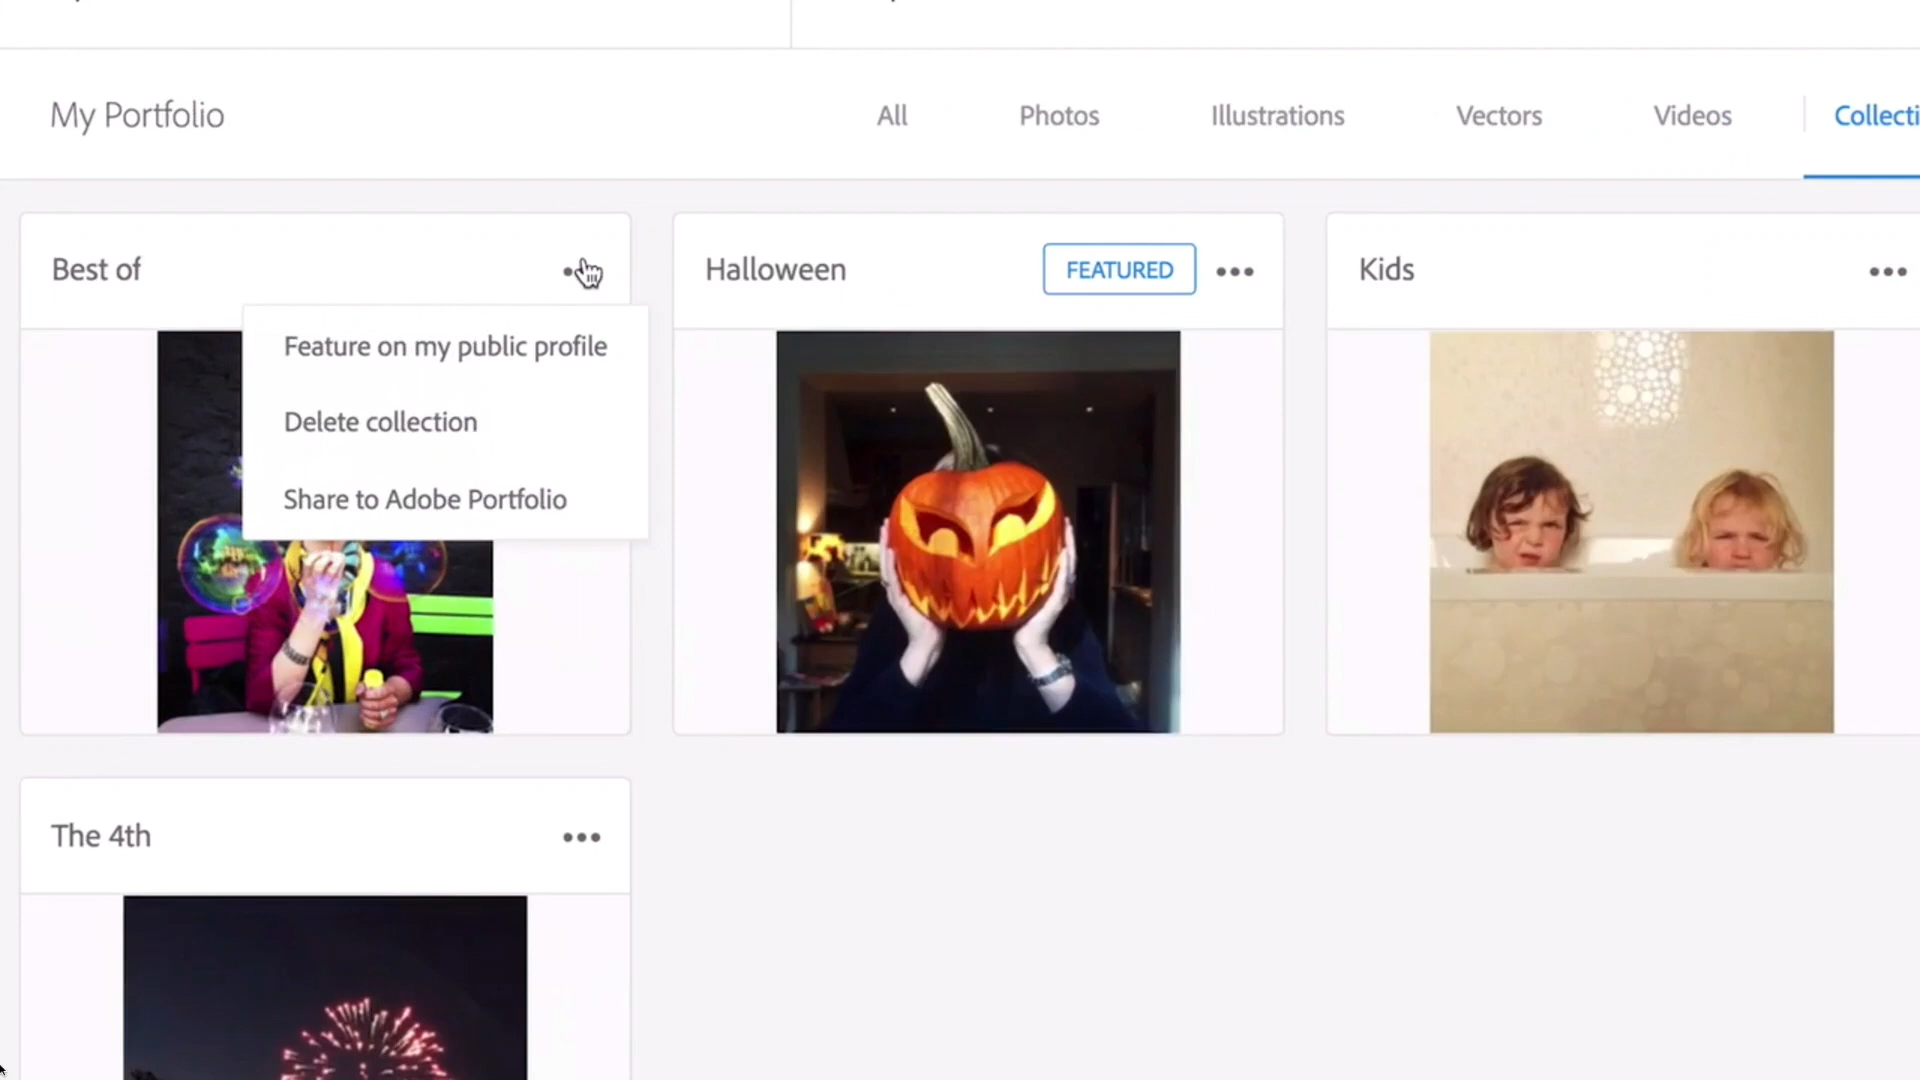 My Portfolio
All
Photos
Illustrations
Vectors
Videos
Collecti
Best of
Halloween
FEATURED
Kids
Feature on my public profile
Delete collection
Share to Adobe Portfolio
The 4th